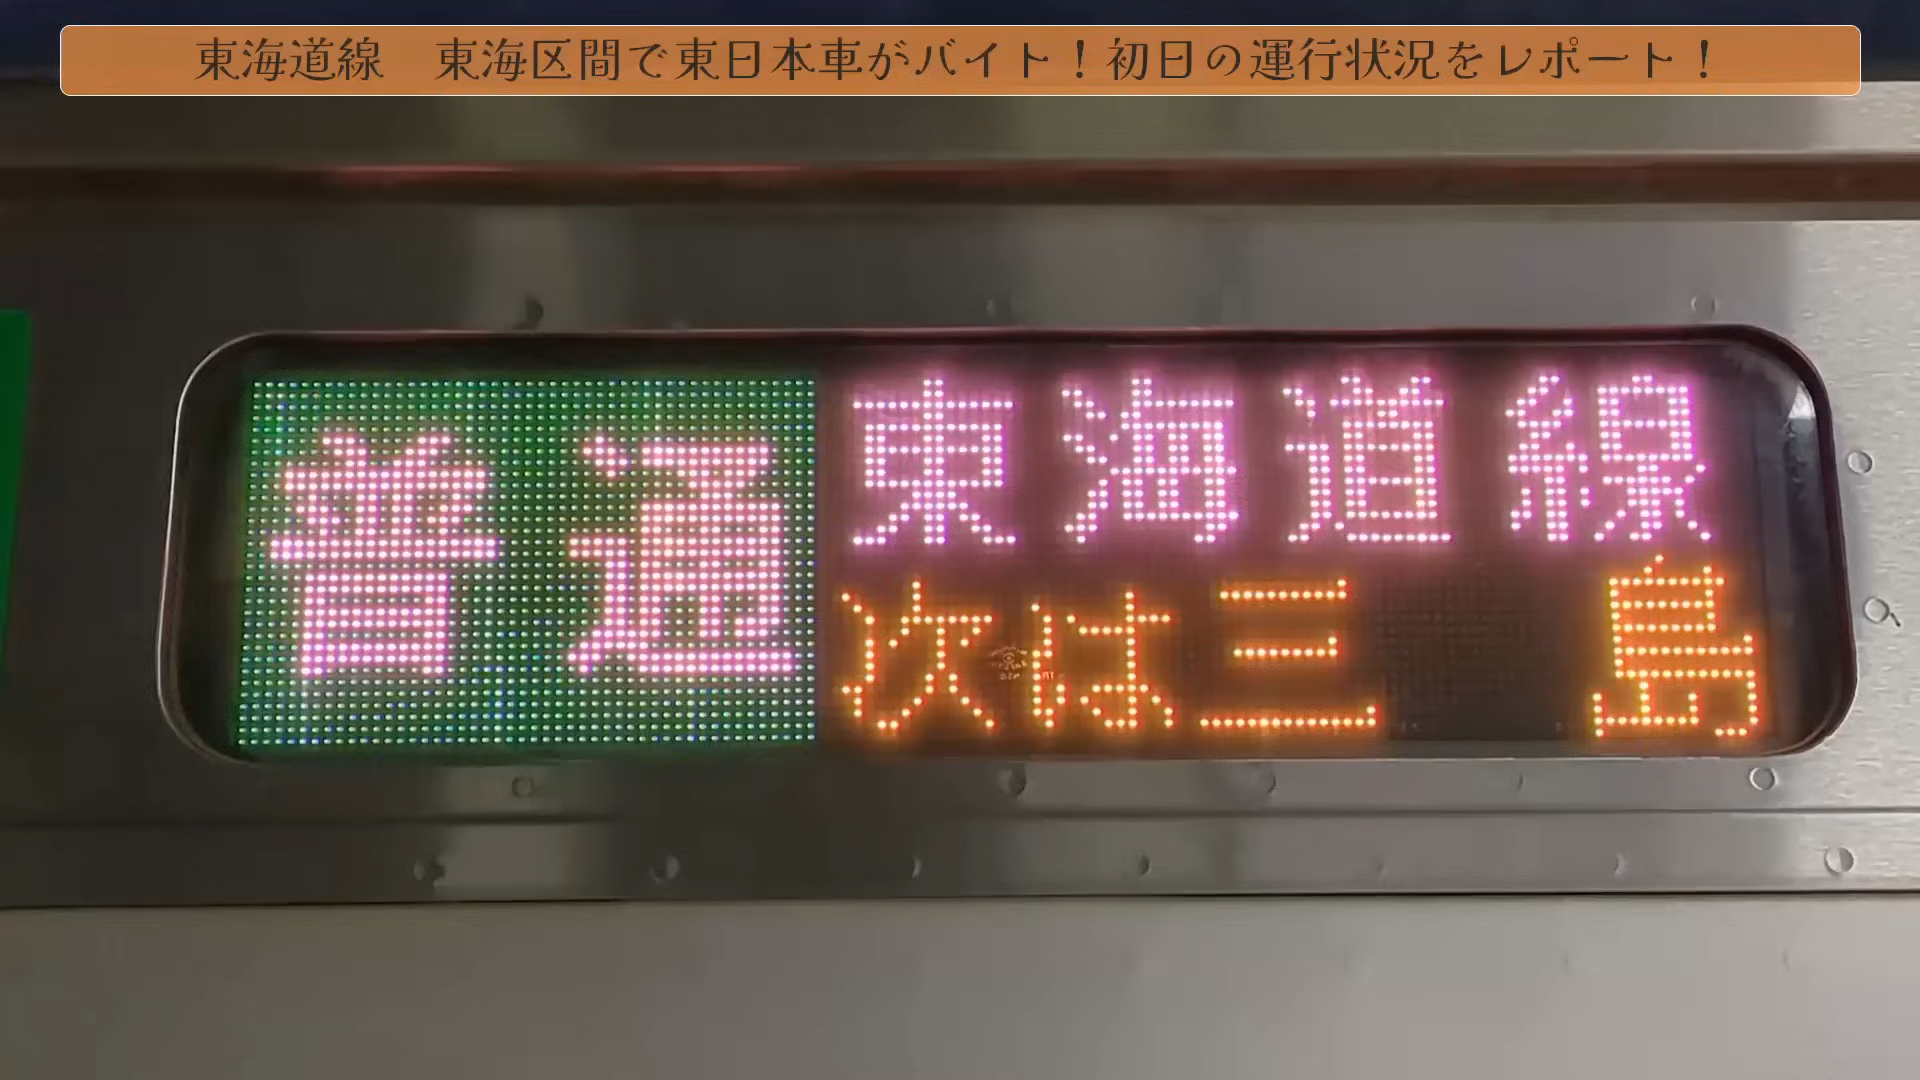 東海道線　東海区間で東日本車がバイト！初日の運行状況をレポート！
普通
東海道線
次は三島